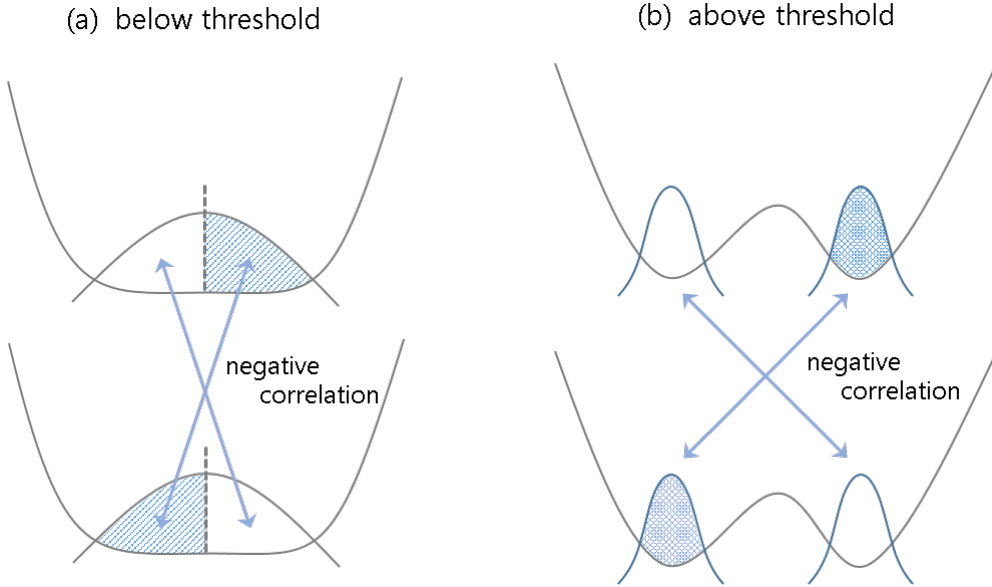 (a) below threshold
(b) above threshold
negative
correlation
negative
correlation